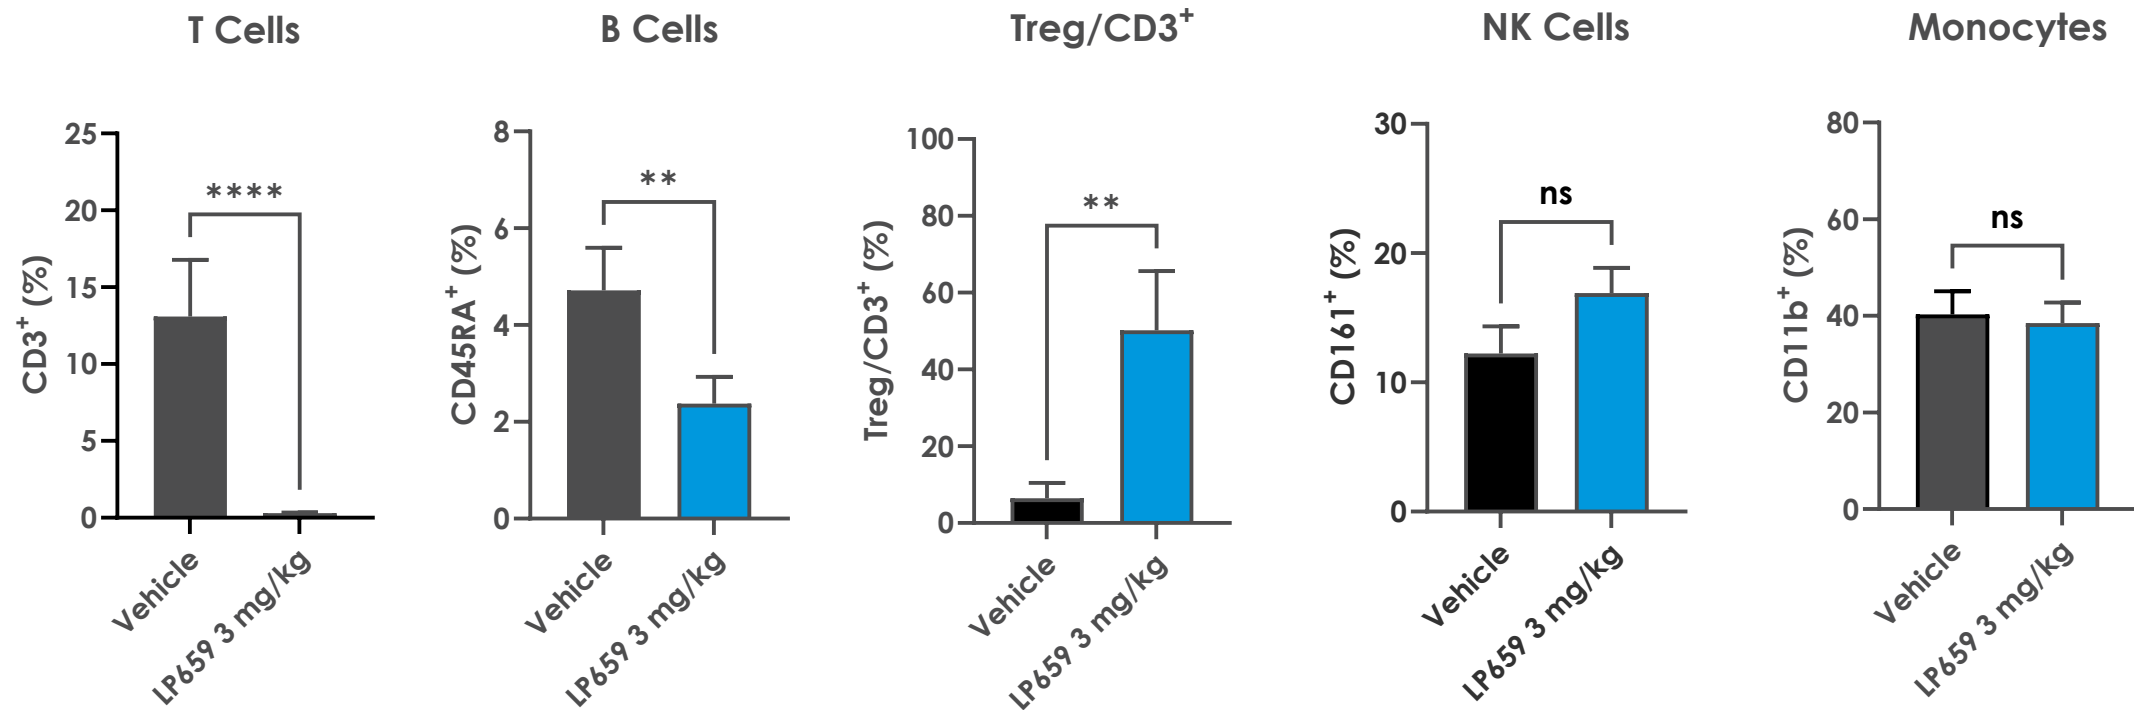 T Cells
CD3+ (%)
25
20
15
10
5
0
****
Vehicle
LP659 3 mg/kg
B Cells
CD45RA+ (%)
8
6
4
2
0
**
Vehicle
LP659 3 mg/kg
Treg/CD3+
Treg/CD3+ (%)
100
80
60
40
20
0
**
Vehicle
LP659 3 mg/kg
NK Cells
CD161+ (%)
30
20
10
0
ns
Vehicle
LP659 3 mg/kg
Monocytes
CD11b+ (%)
80
60
40
20
0
ns
Vehicle
LP659 3 mg/kg